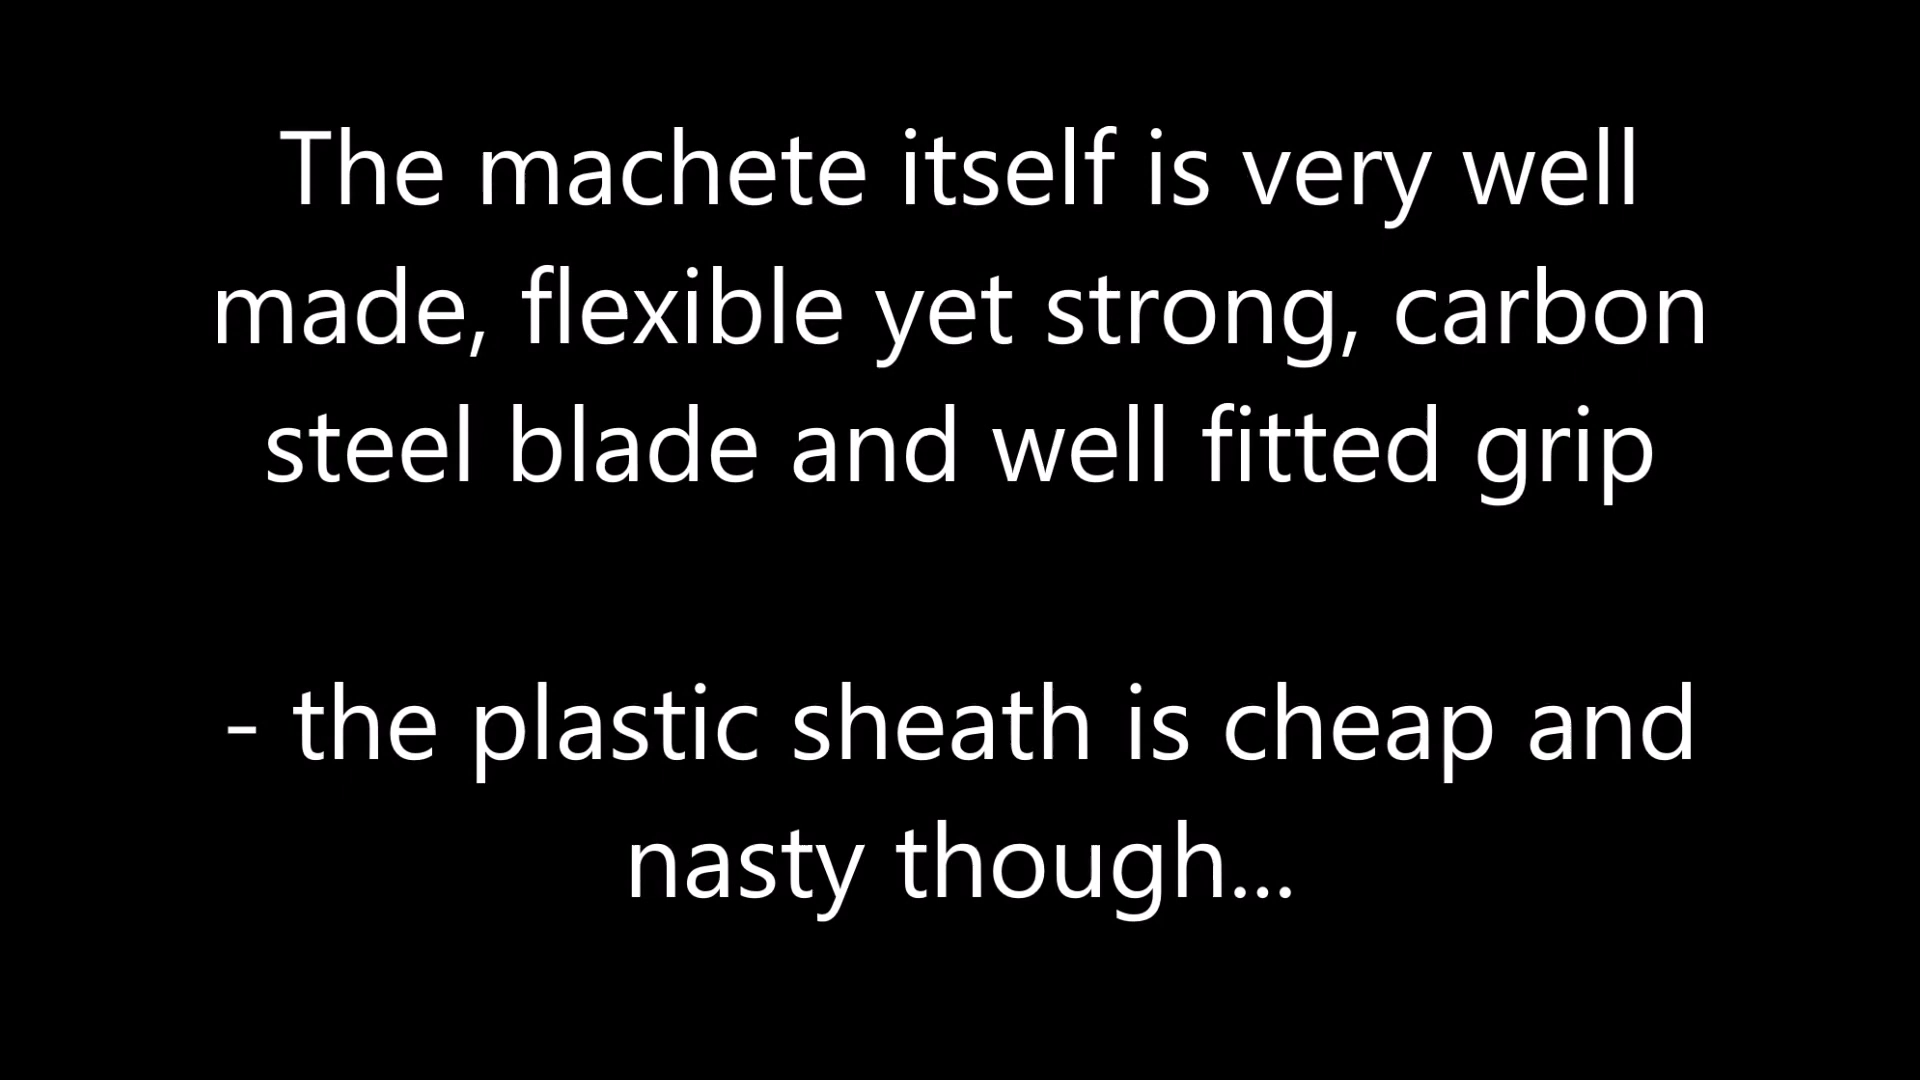 The machete itself is very well
made, flexible yet strong, carbon
steel blade and well fitted grip
- the plastic sheath is cheap and
nasty though...